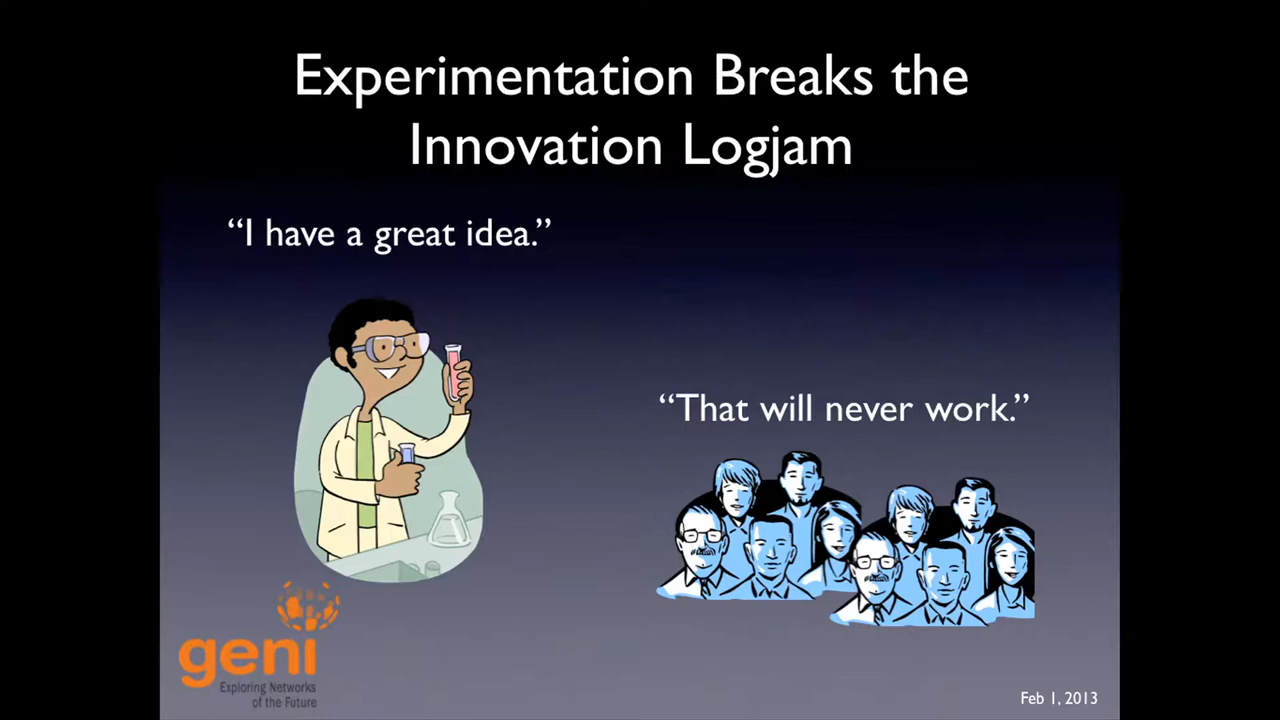 Experimentation Breaks the
Innovation Logjam
“I have a great idea.”
“That will never work.”
geni
Exploring Networks
of the Future
Feb 1, 2013